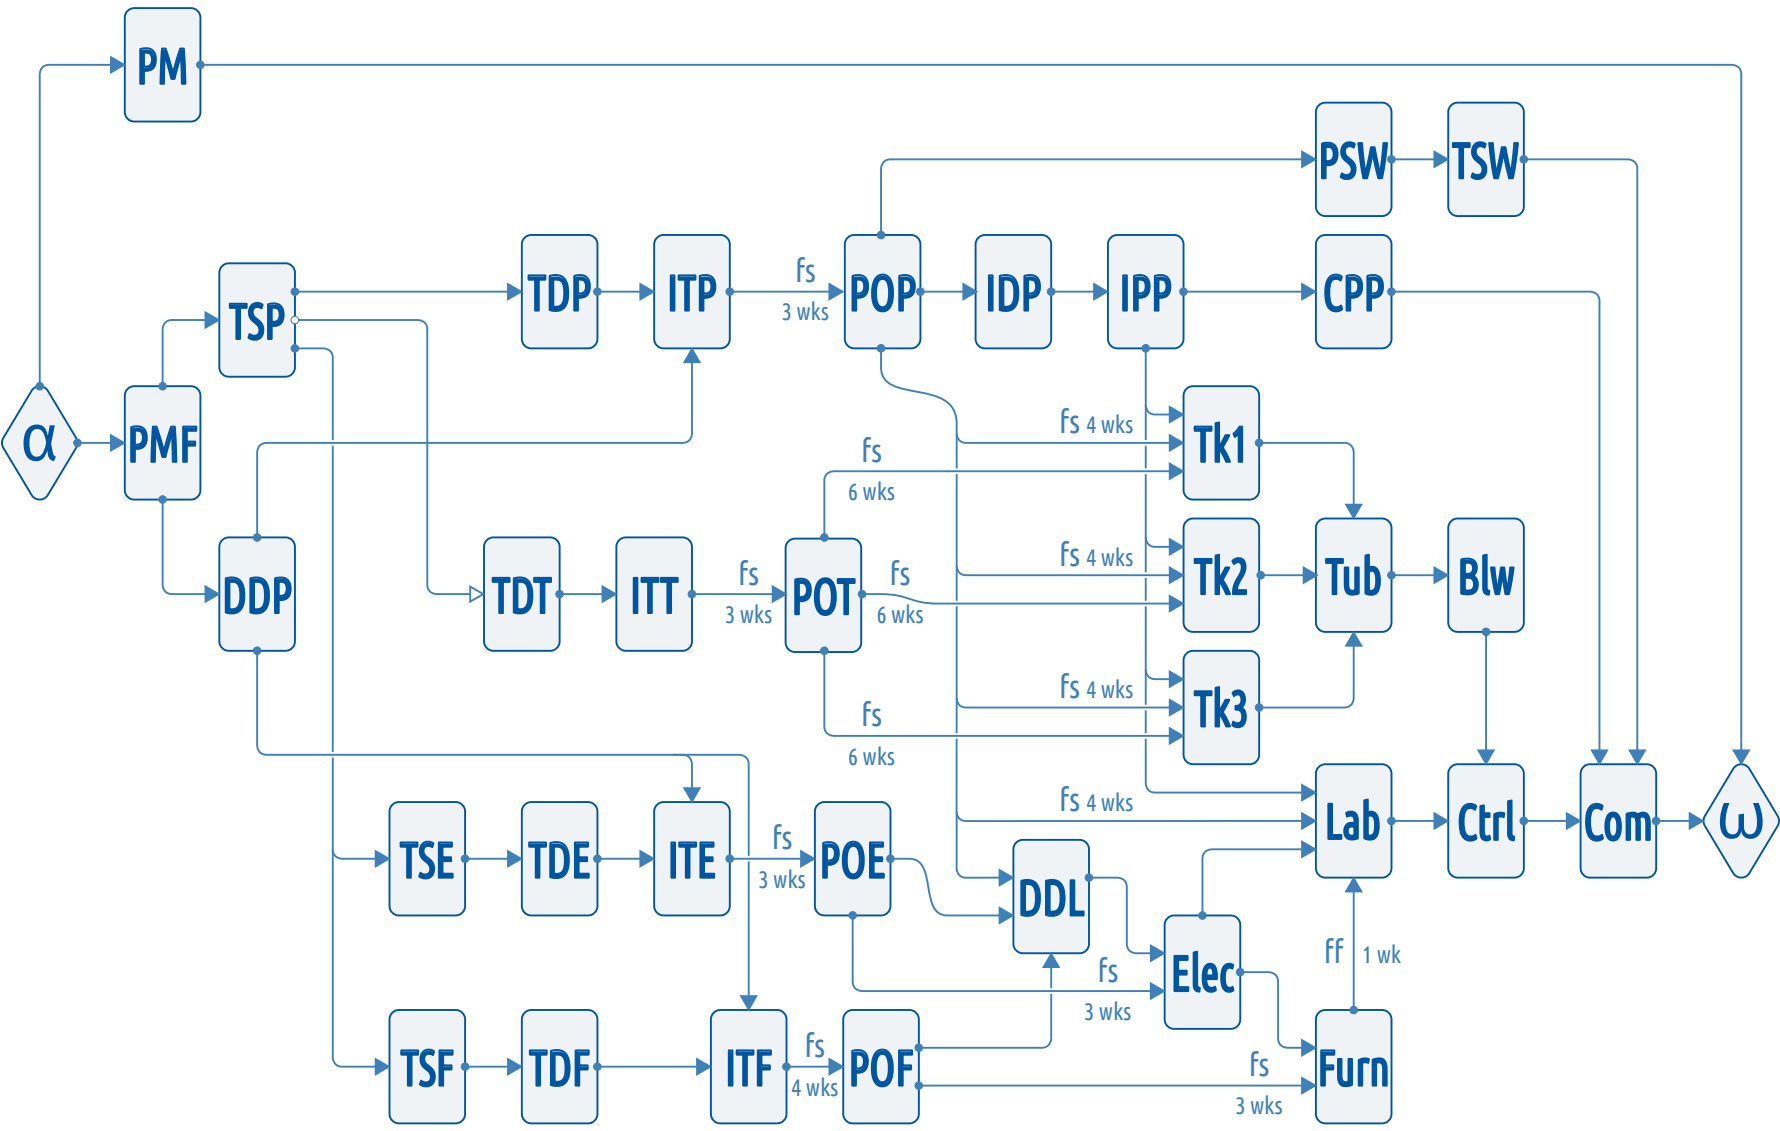 PM
PSW
TSW
TSP
TDP
ITP
fs
3 wks
POP
IDP
IPP
CPP
α
PMF
fs 4 wks
Tk1
fs
6 wks
DDP
TDT
ITT
fs
3 wks
POT
fs
6 wks
fs 4 wks
Tk2
Tub
Blw
fs 4 wks
Tk3
fs
6 wks
fs 4 wks
Lab
Ctrl
Com
ω
TSE
TDE
ITE
fs
3 wks
POE
DDL
ff 1 wk
Elec
fs
3 wks
TSF
TDF
ITF
fs
4 wks
POF
fs
3 wks
Furn